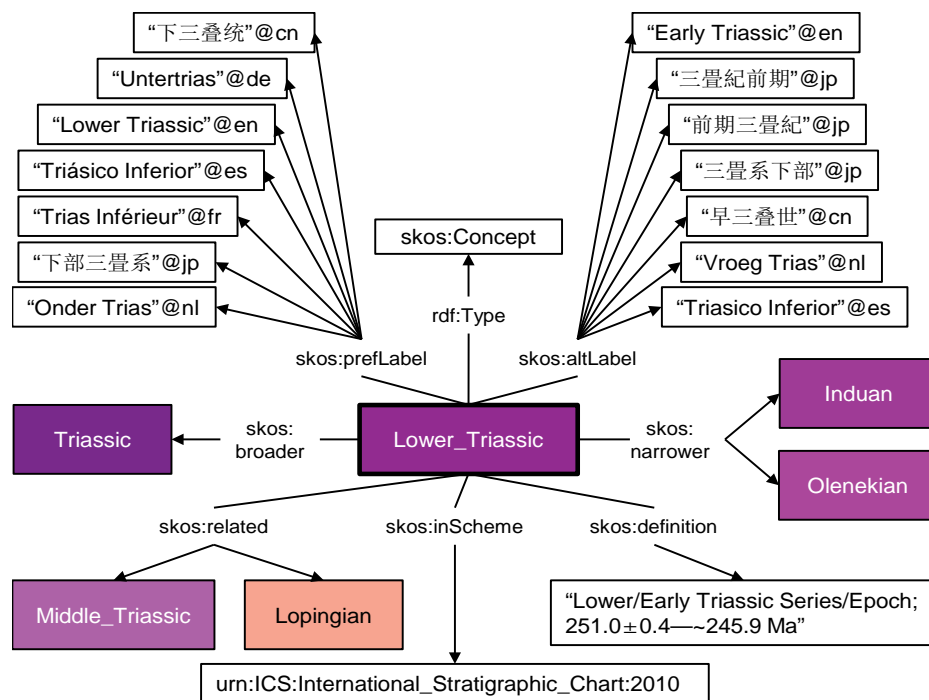 “下三叠统”@cn
“Untertrias”@de
“Lower Triassic”@en
“Triásico Inferior”@es
“Trias Inférieur”@fr
“下部三畳系”@jp
“Onder Trias”@nl
“Early Triassic”@en
“三畳紀前期”@jp
“前期三畳紀”@jp
“三畳系下部”@jp
“早三叠世”@cn
“Vroeg Trias”@nl
“Triasico Inferior”@es
skos:Concept
rdf:Type
skos:prefLabel
skos:altLabel
Triassic
skos:
broader
Lower_Triassic
skos:
narrower
Induan
Olenekian
skos:related
skos:inScheme
skos:definition
Middle_Triassic
Lopingian
“Lower/Early Triassic Series/Epoch;
251.0±0.4—~245.9 Ma”
urn:ICS:International_Stratigraphic_Chart:2010